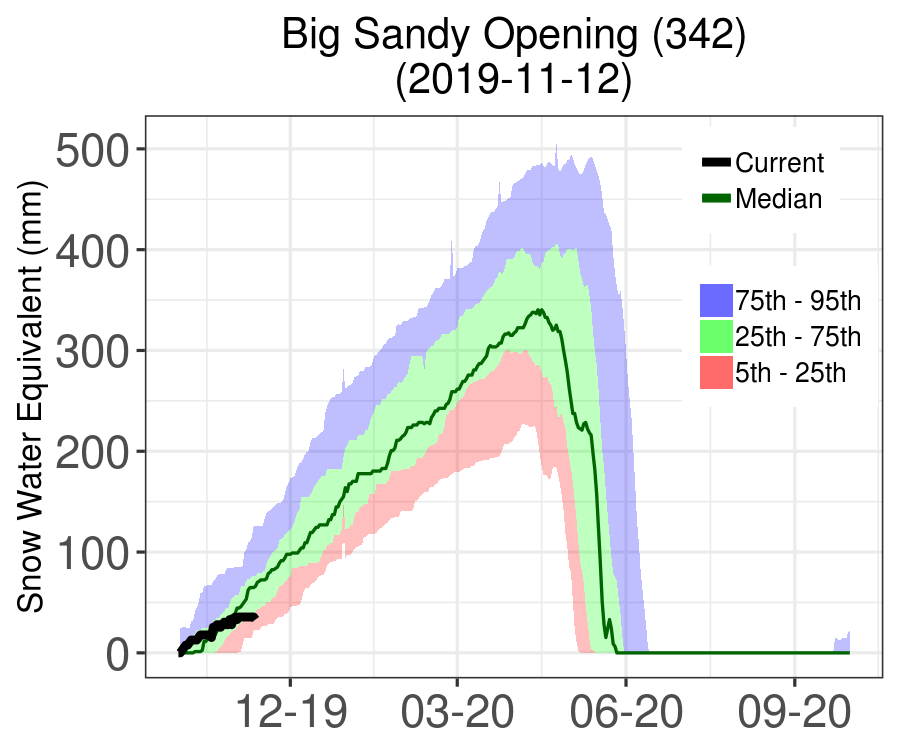 Big Sandy Opening (342)
(2019-11-12)
Snow Water Equivalent (mm)
500
400
300
200
100
0
12-19
03-20
06-20
09-20
Current
Median
75th - 95th
25th - 75th
5th - 25th